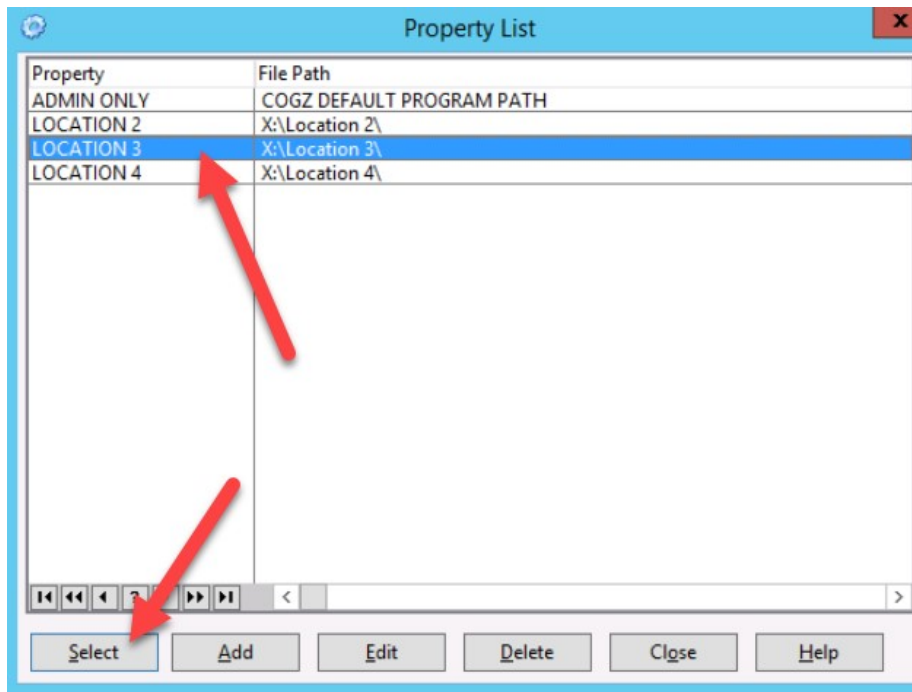 Property List
x
Property File Path
ADMIN ONLY COGZ DEFAULT PROGRAM PATH
LOCATION 2 X:\Location 2\
LOCATION 3 X:\Location 3\
LOCATION 4 X:\Location 4\
?
Select Add Edit Delete Close Help